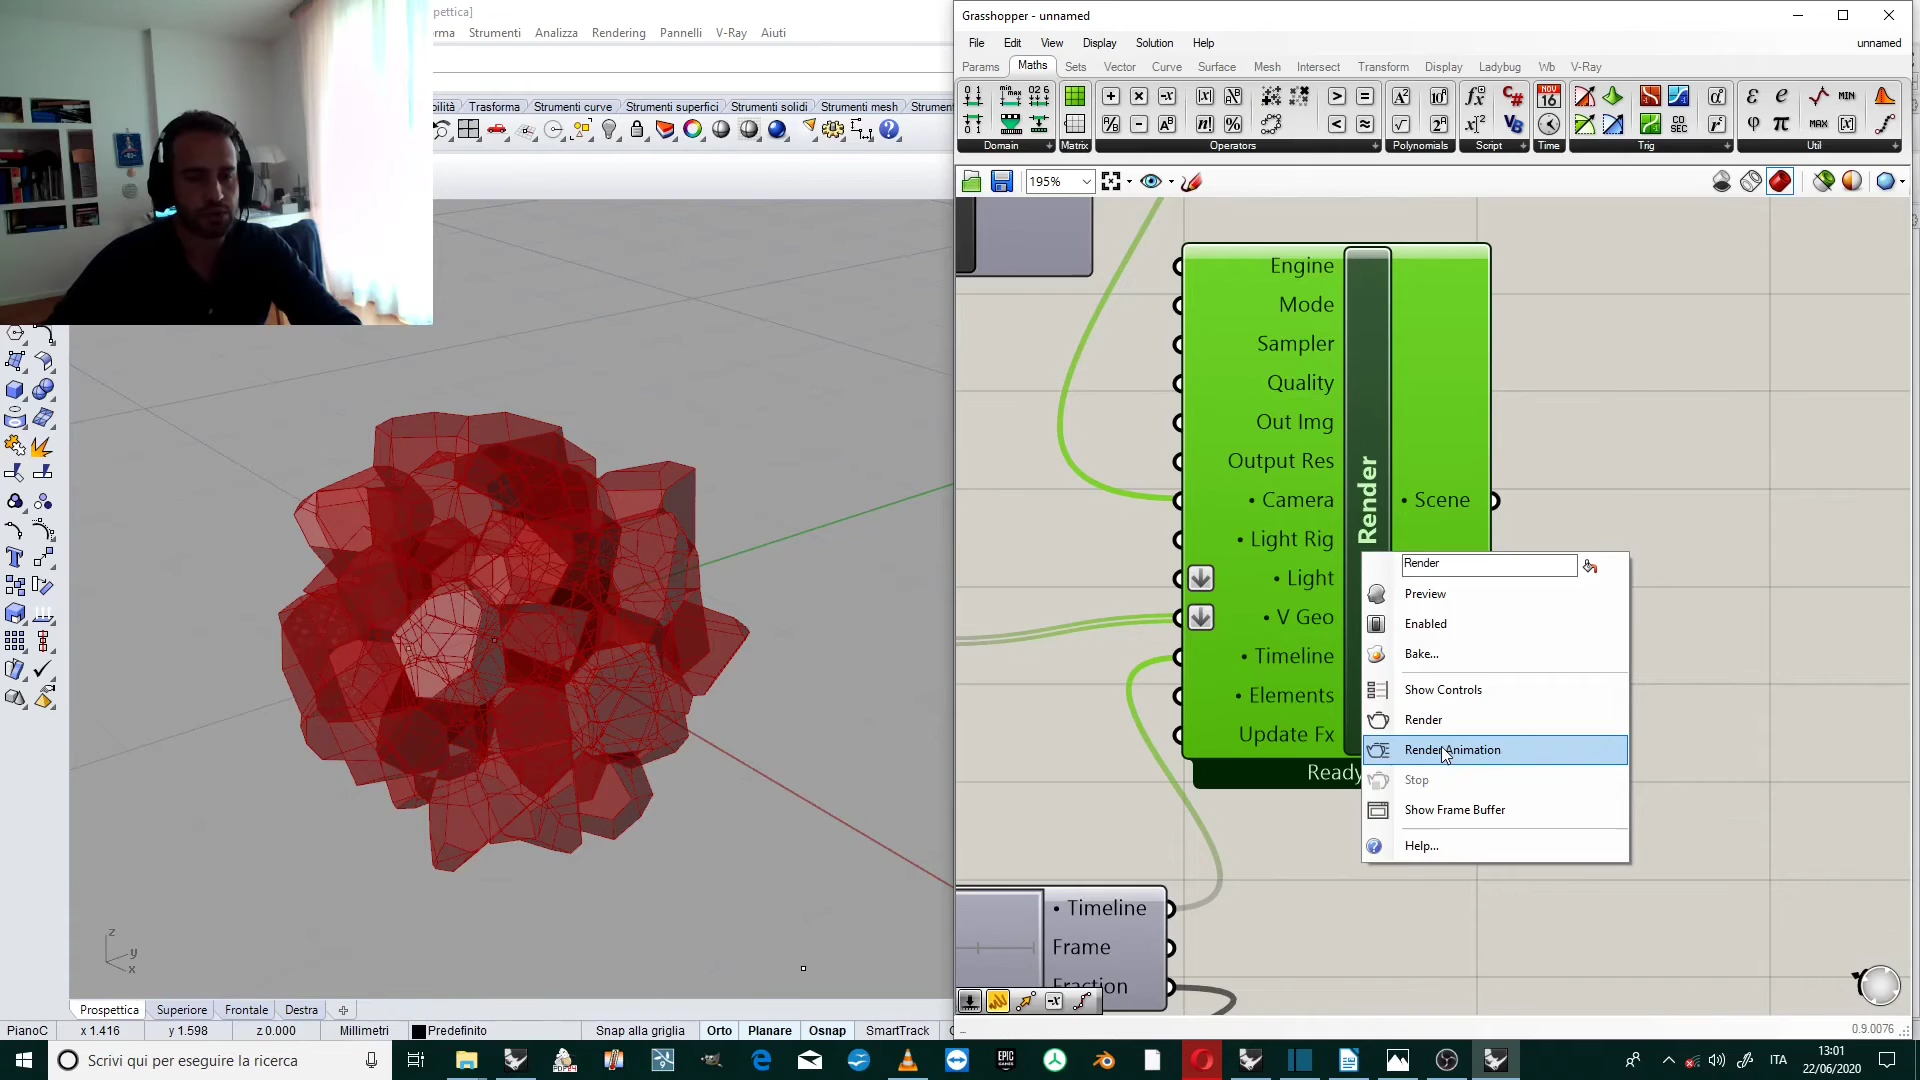 pettica]
rma Strumenti Analizza Rendering Pannelli V-Ray Aiuti
bilità Trasforma Strumenti curve Strumenti superfici Strumenti solidi Strumenti mesh Strumen
Grasshopper - unnamed
File Edit View Display Solution Help unnamed
Params Maths Sets Vector Curve Surface Mesh Intersect Transform Display Ladybug Wb V-Ray
Domain Matrix Operators Polynomials Script Time Trig Util
195%
Engine
Mode
Sampler
Quality
Out Img
Output Res
• Camera
• Light Rig
• Light
• V Geo
• Timeline
• Elements
Update Fx
Render
• Scene
Ready
Render
Preview
Enabled
Bake...
Show Controls
Render
Render Animation
Stop
Show Frame Buffer
Help...
• Timeline
Frame
Fraction
z
y
x
Prospettica Superiore Frontale Destra
PianoC x 1.416 y 1.598 z 0.000 Millimetri Predefinito Snap alla griglia Orto Planare Osnap SmartTrack
0.9.0076
Scrivi qui per eseguire la ricerca
ITA
13:01
22/06/2020